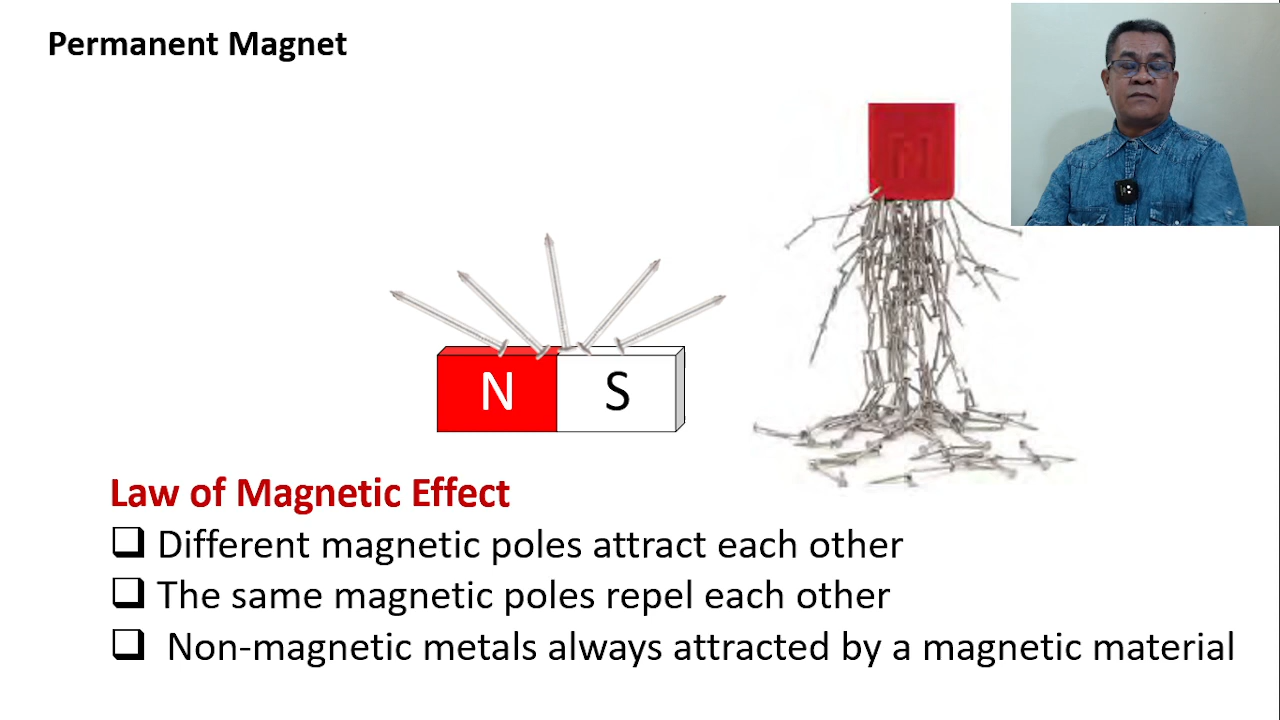 Permanent Magnet
N S
Law of Magnetic Effect
❑ Different magnetic poles attract each other
❑ The same magnetic poles repel each other
❑ Non-magnetic metals always attracted by a magnetic material